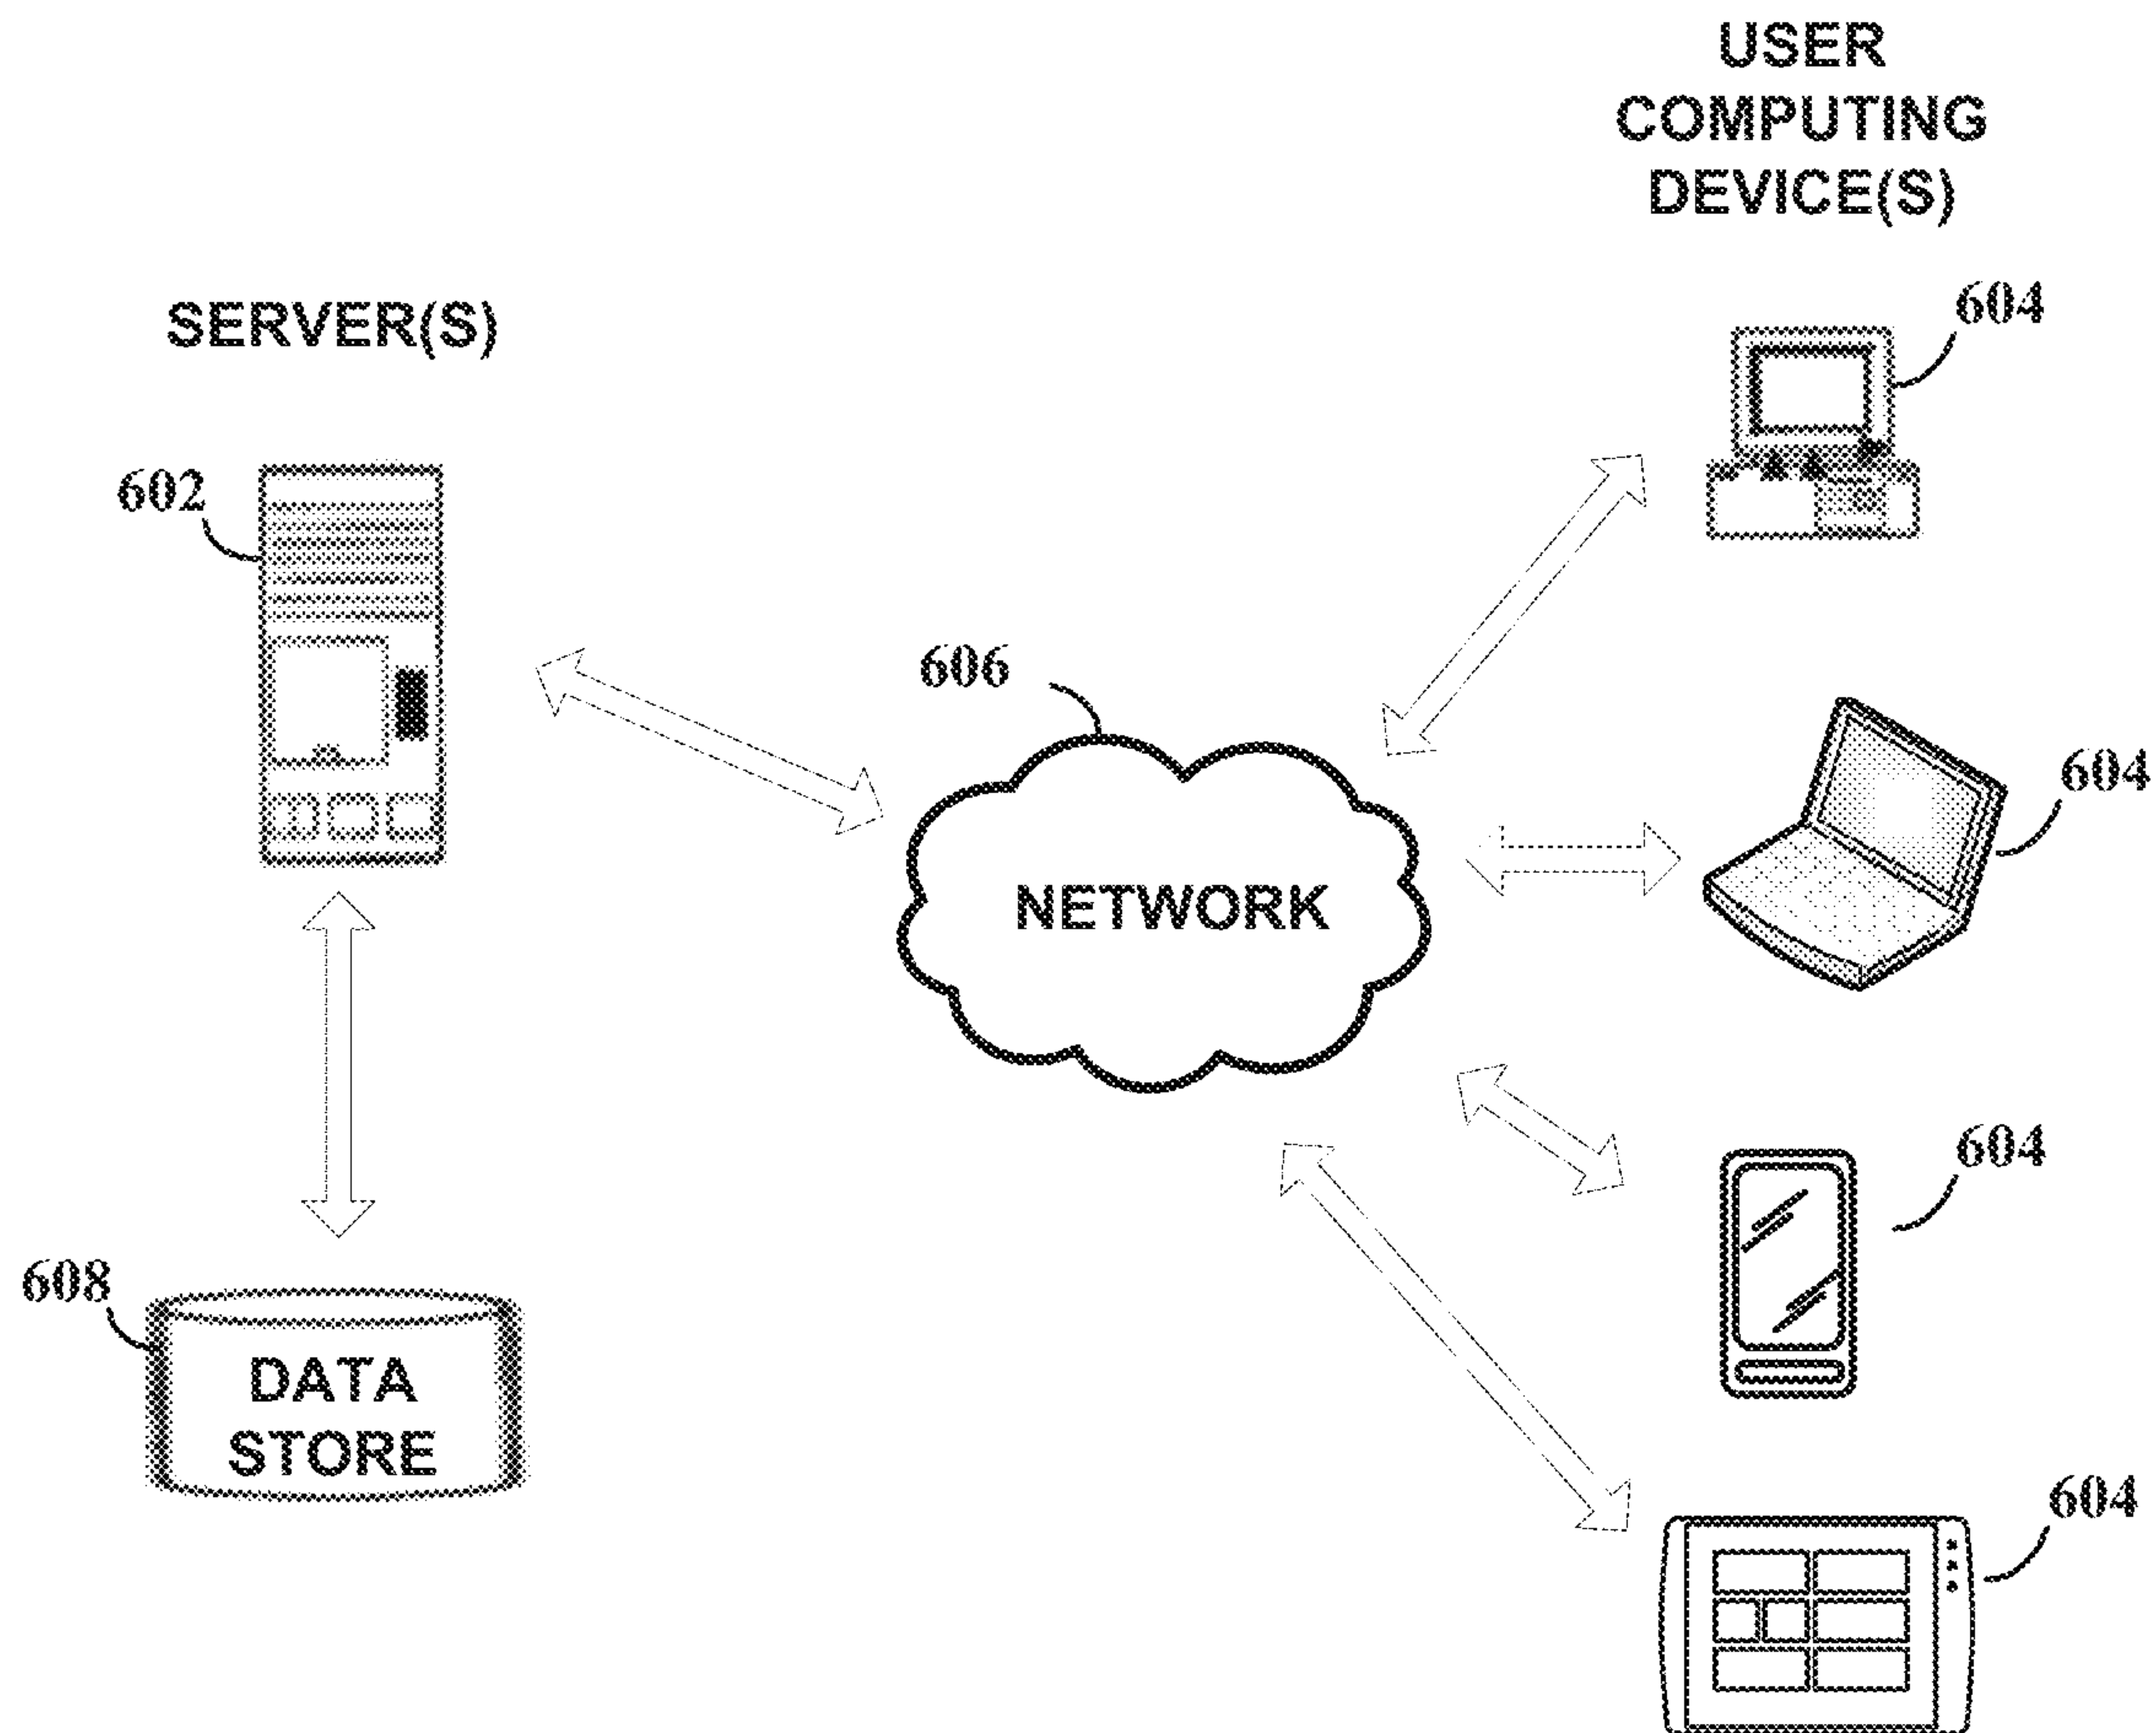 USER
COMPUTING
DEVICE(S)
SERVER(S)
604
602
606
604
NETWORK
604
608
DATA
STORE
604